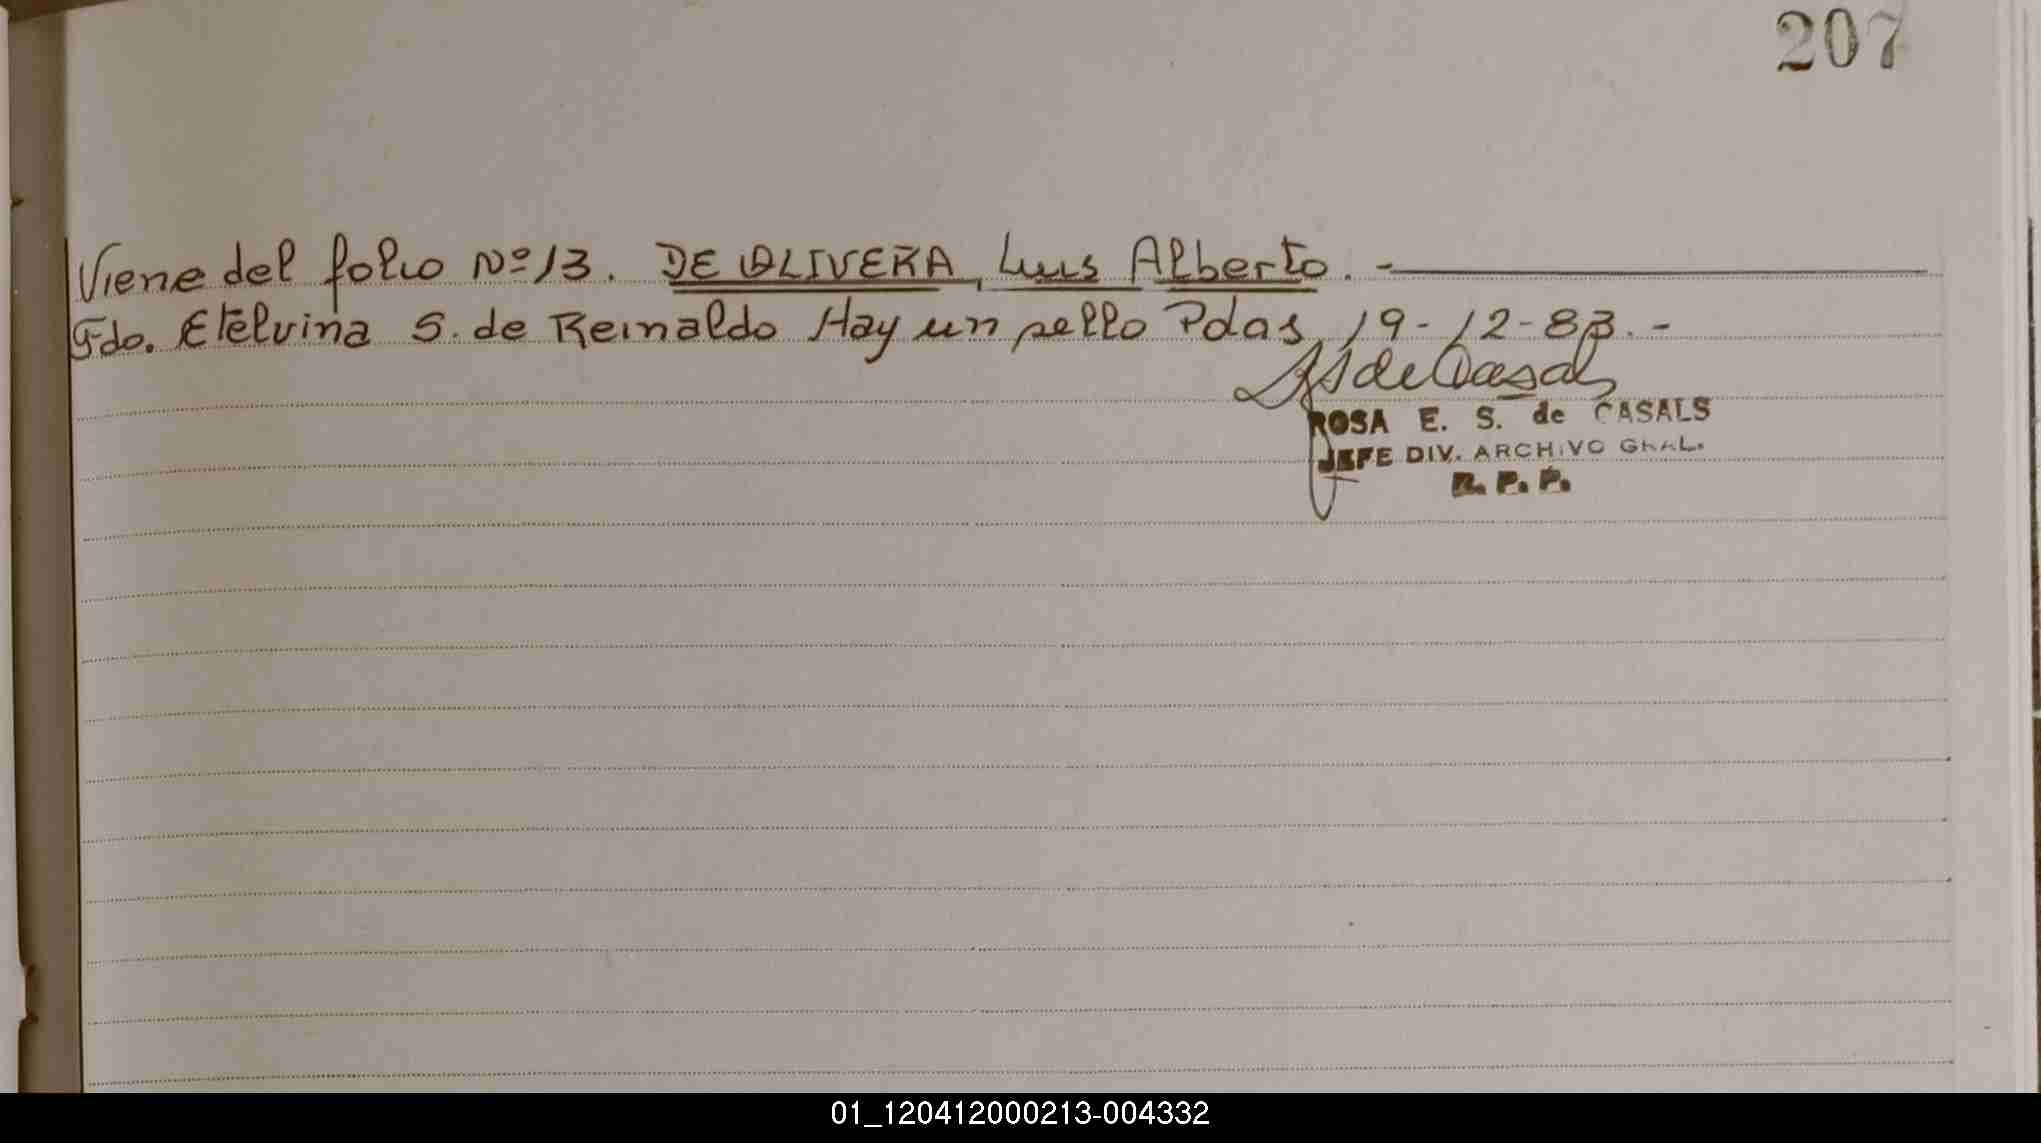 207
Viene del folio Nº 13. DE OLIVERA, Luis Alberto. -
Fdo. Etelvina S. de Reinaldo Hay un sello Pdas, 19-12-83. -
ROSA E. S. de CASALS
JEFE DIV. ARCHIVO GRAL.
R. P. P.
01_120412000213-004332